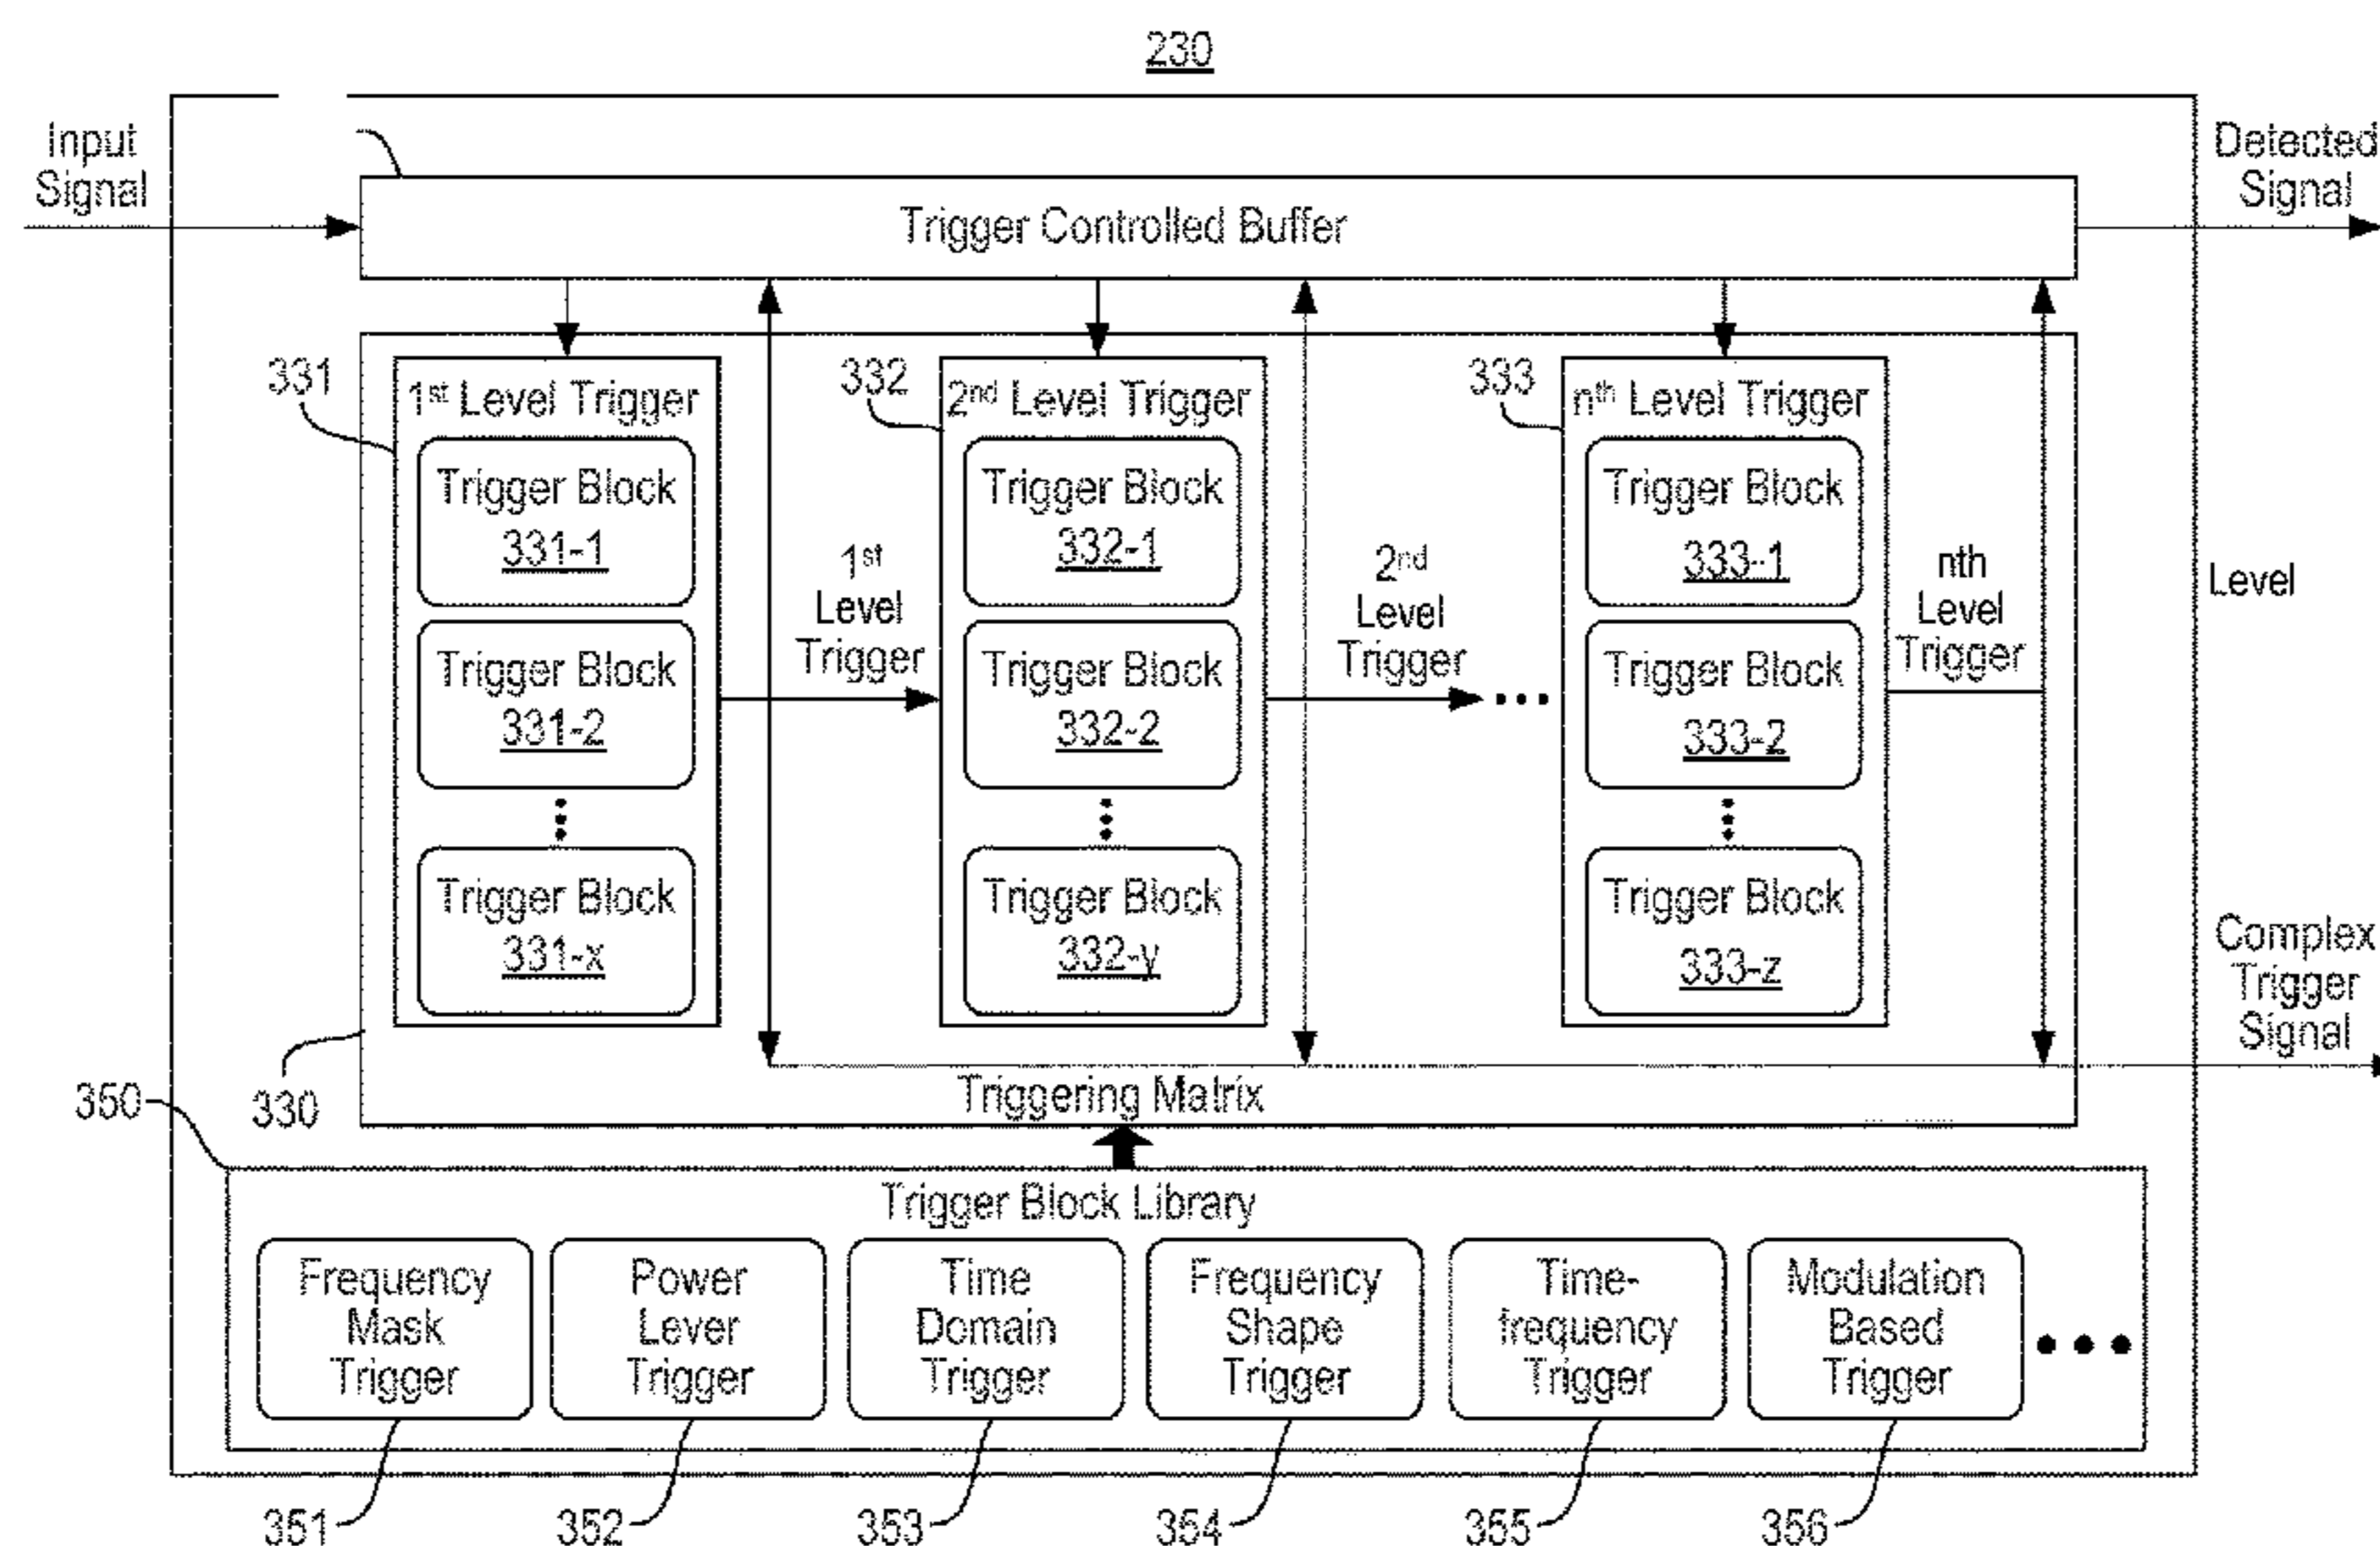 230
Input
Signal
Detected
Signal
Trigger Controlled Buffer
331
1st Level Trigger
Trigger Block
331-1
Trigger Block
331-2
Trigger Block
331-x
1st
Level
Trigger
332
2nd Level Trigger
Trigger Block
332-1
Trigger Block
332-2
Trigger Block
332-y
2nd
Level
Trigger
...
333
nth Level Trigger
Trigger Block
333-1
Trigger Block
333-2
Trigger Block
333-z
nth
Level
Trigger
Level
Complex
Trigger
Signal
330
Triggering Matrix
350
Trigger Block Library
Frequency
Mask
Trigger
Power
Lever
Trigger
Time
Domain
Trigger
Frequency
Shape
Trigger
Time-
frequency
Trigger
Modulation
Based
Trigger
...
351
352
353
354
355
356